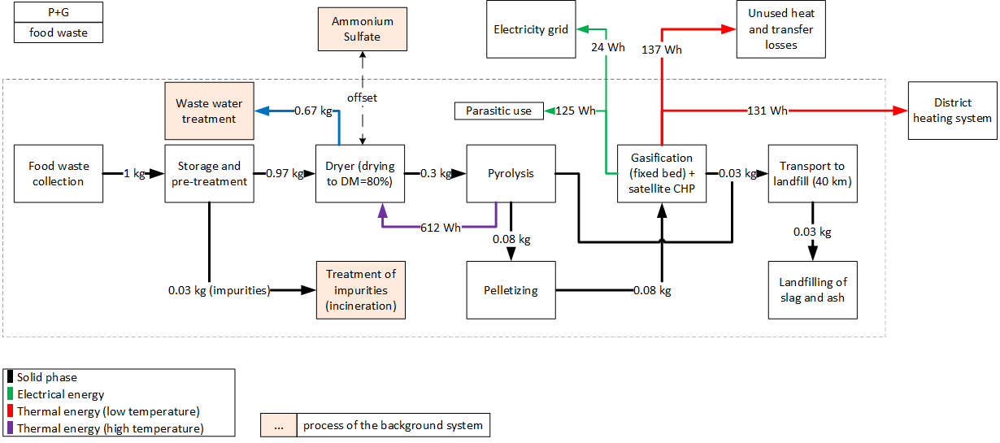 P+G
food waste
Ammonium
Sulfate
Electricity grid
Unused heat
and transfer
losses
24 Wh
137 Wh
offset
Waste water
treatment
0.67 kg
Parasitic use
125 Wh
131 Wh
District
heating system
Food waste
collection
1 kg
Storage and
pre-treatment
0.97 kg
Dryer (drying
to DM=80%)
0.3 kg
Pyrolysis
Gasification
(fixed bed) +
satellite CHP
0.03 kg
Transport to
landfill (40 km)
612 Wh
0.08 kg
0.03 kg
0.03 kg (impurities)
Treatment of
impurities
(incineration)
Pelletizing
0.08 kg
Landfilling of
slag and ash
Solid phase
Electrical energy
Thermal energy (low temperature)
Thermal energy (high temperature)
...
process of the background system